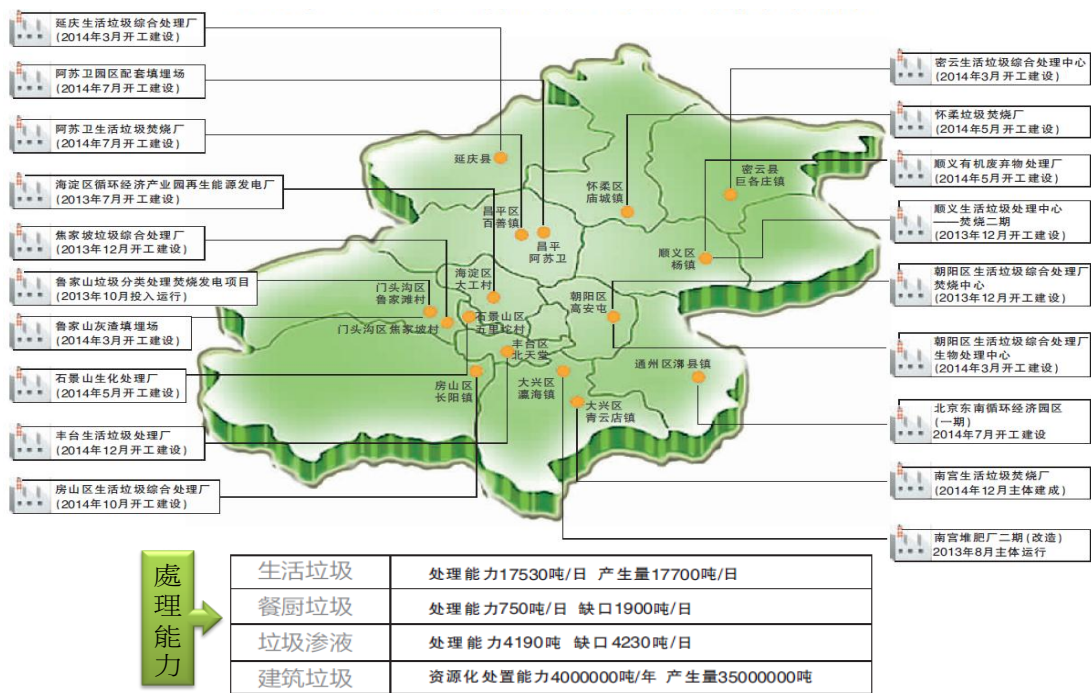 延庆生活垃圾综合处理厂
(2014年3月开工建设)
阿苏卫园区配套填埋场
(2014年7月开工建设)
阿苏卫生活垃圾焚烧厂
(2014年7月开工建设)
海淀区循环经济产业园再生能源发电厂
(2013年7月开工建设)
焦家坡垃圾综合处理厂
(2013年12月开工建设)
鲁家山垃圾分类处理焚烧发电项目
(2013年10月投入运行)
鲁家山灰渣填埋场
(2014年3月开工建设)
石景山生化处理厂
(2014年5月开工建设)
丰台生活垃圾处理厂
(2014年12月开工建设)
房山区生活垃圾综合处理厂
(2014年10月开工建设)
延庆县
昌平区
百善镇
昌平
阿苏卫
怀柔区
庙城镇
密云县
巨各庄镇
顺义区
杨镇
海淀区
大工村
门头沟区
鲁家滩村
门头沟区焦家坡村
石景山区
五里坨村
朝阳区
高安屯
丰台区
北天堂
房山区
长阳镇
大兴区
瀛海镇
大兴区
青云店镇
通州区漷县镇
密云生活垃圾综合处理中心
(2014年3月开工建设)
怀柔垃圾焚烧厂
(2014年5月开工建设)
顺义有机废弃物处理厂
(2014年5月开工建设)
顺义生活垃圾处理中心
——焚烧二期
(2013年12月开工建设)
朝阳区生活垃圾综合处理厂
焚烧中心
(2013年12月开工建设)
朝阳区生活垃圾综合处理厂
生物处理中心
(2014年3月开工建设)
北京东南循环经济园区
(一期)
2014年7月开工建设
南宫生活垃圾焚烧厂
(2014年12月主体建成)
南宫堆肥厂二期(改造)
2013年8月主体运行
處理能力
生活垃圾 处理能力17530吨/日 产生量17700吨/日
餐厨垃圾 处理能力750吨/日 缺口1900吨/日
垃圾渗液 处理能力4190吨 缺口4230吨/日
建筑垃圾 资源化处置能力4000000吨/年 产生量35000000吨